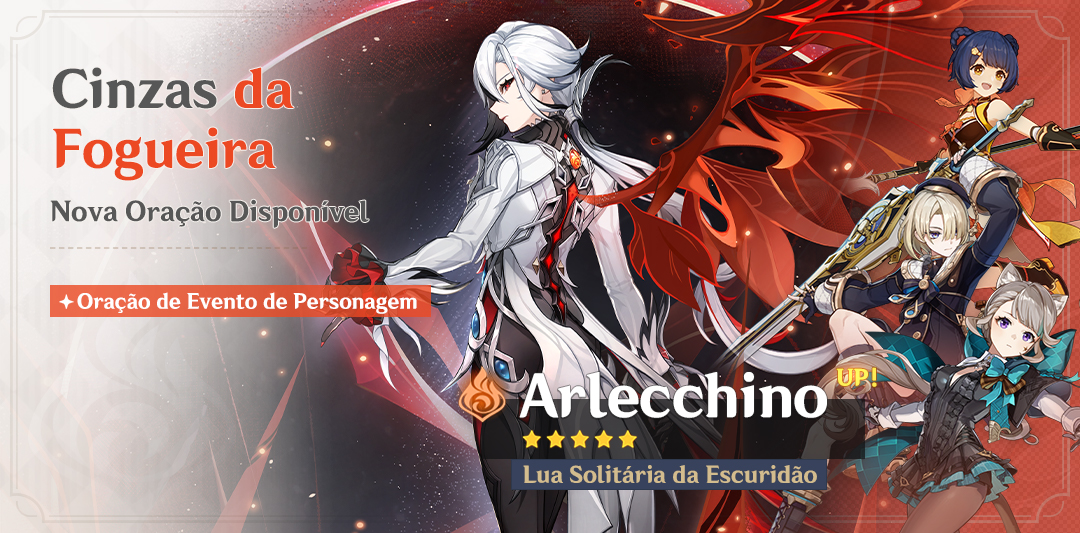 Cinzas da
Fogueira
Nova Oração Disponível
Oração de Evento de Personagem
Arlecchino UP!
Lua Solitária da Escuridão